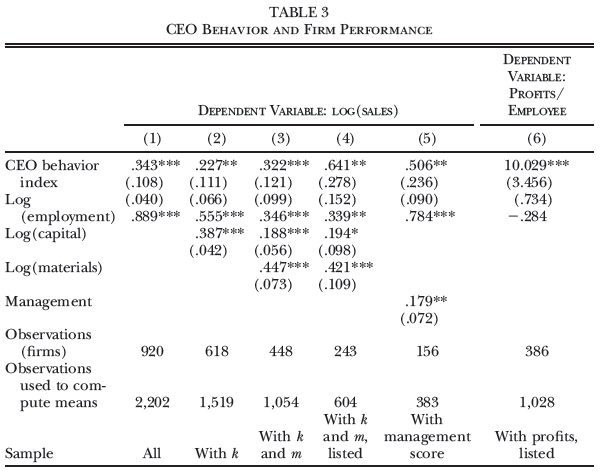 TABLE 3
CEO Behavior and Firm Performance
Dependent
Variable:
Profits/
Employee
Dependent Variable: log(sales)
(1) (2) (3) (4) (5) (6)
CEO behavior .343*** .227** .322*** .641** .506** 10.029***
index (.108) (.111) (.121) (.278) (.236) (3.456)
Log (.040) (.066) (.099) (.152) (.090) (.734)
(employment) .889*** .555*** .346*** .339** .784*** −.284
Log(capital) .387*** .188*** .194*
(.042) (.056) (.098)
Log(materials) .447*** .421***
(.073) (.109)
Management .179**
(.072)
Observations
(firms) 920 618 448 243 156 386
Observations
used to com-
pute means 2,202 1,519 1,054 604 383 1,028
With k With
With k and m, management With profits,
Sample All With k and m listed score listed